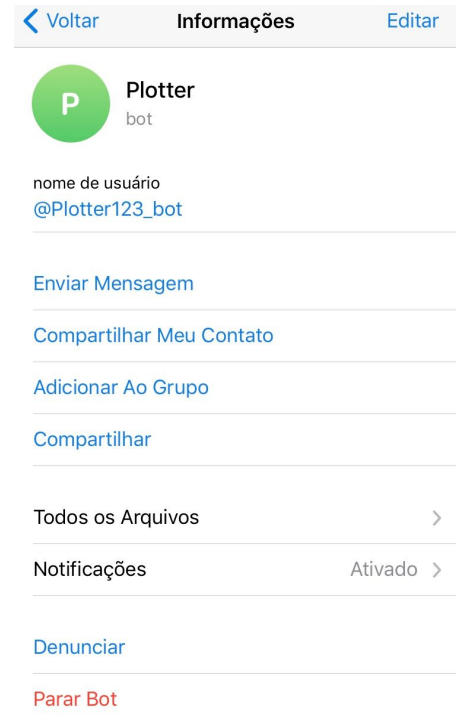 Voltar Informações Editar
P
Plotter
bot
nome de usuário
@Plotter123_bot
Enviar Mensagem
Compartilhar Meu Contato
Adicionar Ao Grupo
Compartilhar
Todos os Arquivos
Notificações Ativado
Denunciar
Parar Bot